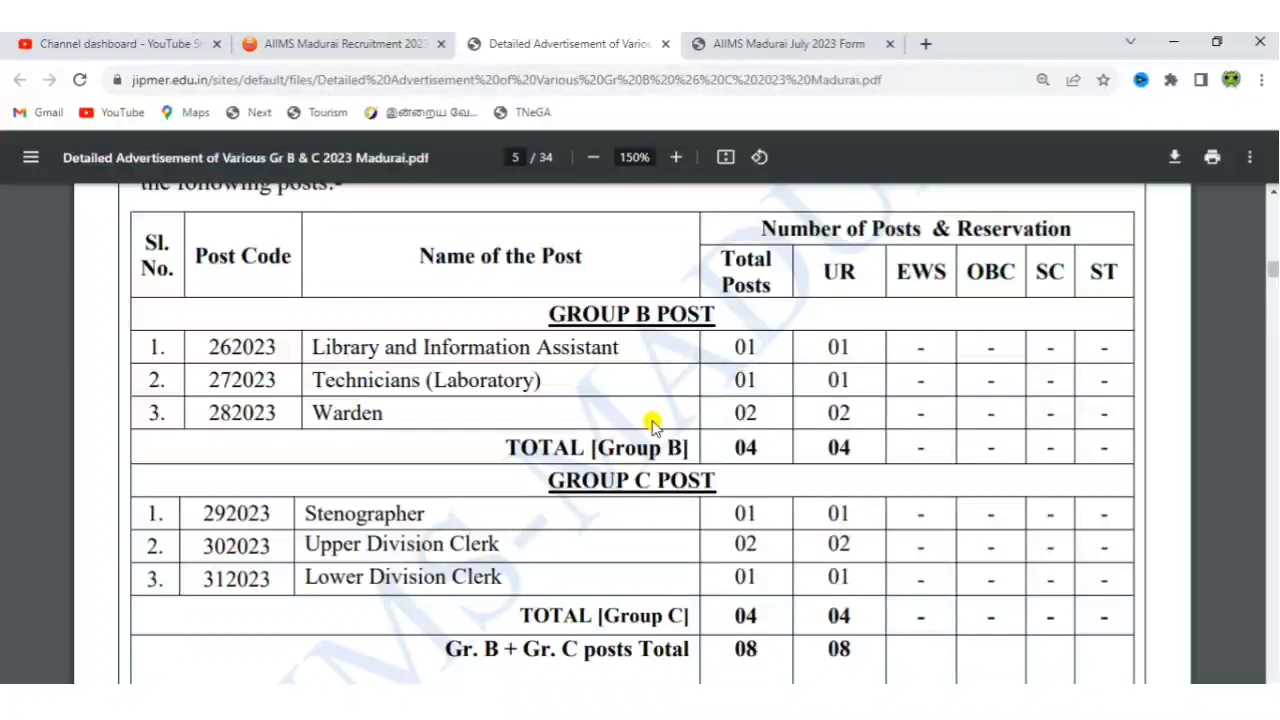 Channel dashboard - YouTube St
AIIMS Madurai Recruitment 2023
Detailed Advertisement of Variou
AIIMS Madurai July 2023 Form
jipmer.edu.in/sites/default/files/Detailed%20Advertisement%20of%20Various%20Gr%20B%20%26%20C%202023%20Madurai.pdf
Gmail YouTube Maps Next Tourism இன்றைய வே... TNeGA
Detailed Advertisement of Various Gr B & C 2023 Madurai.pdf 5 / 34 150%
the following posts:-
Sl. No. Post Code Name of the Post Number of Posts & Reservation
Total Posts UR EWS OBC SC ST
GROUP B POST
1. 262023 Library and Information Assistant 01 01 - - - -
2. 272023 Technicians (Laboratory) 01 01 - - - -
3. 282023 Warden 02 02 - - - -
TOTAL [Group B] 04 04 - - - -
GROUP C POST
1. 292023 Stenographer 01 01 - - - -
2. 302023 Upper Division Clerk 02 02 - - - -
3. 312023 Lower Division Clerk 01 01 - - - -
TOTAL [Group C] 04 04 - - - -
Gr. B + Gr. C posts Total 08 08